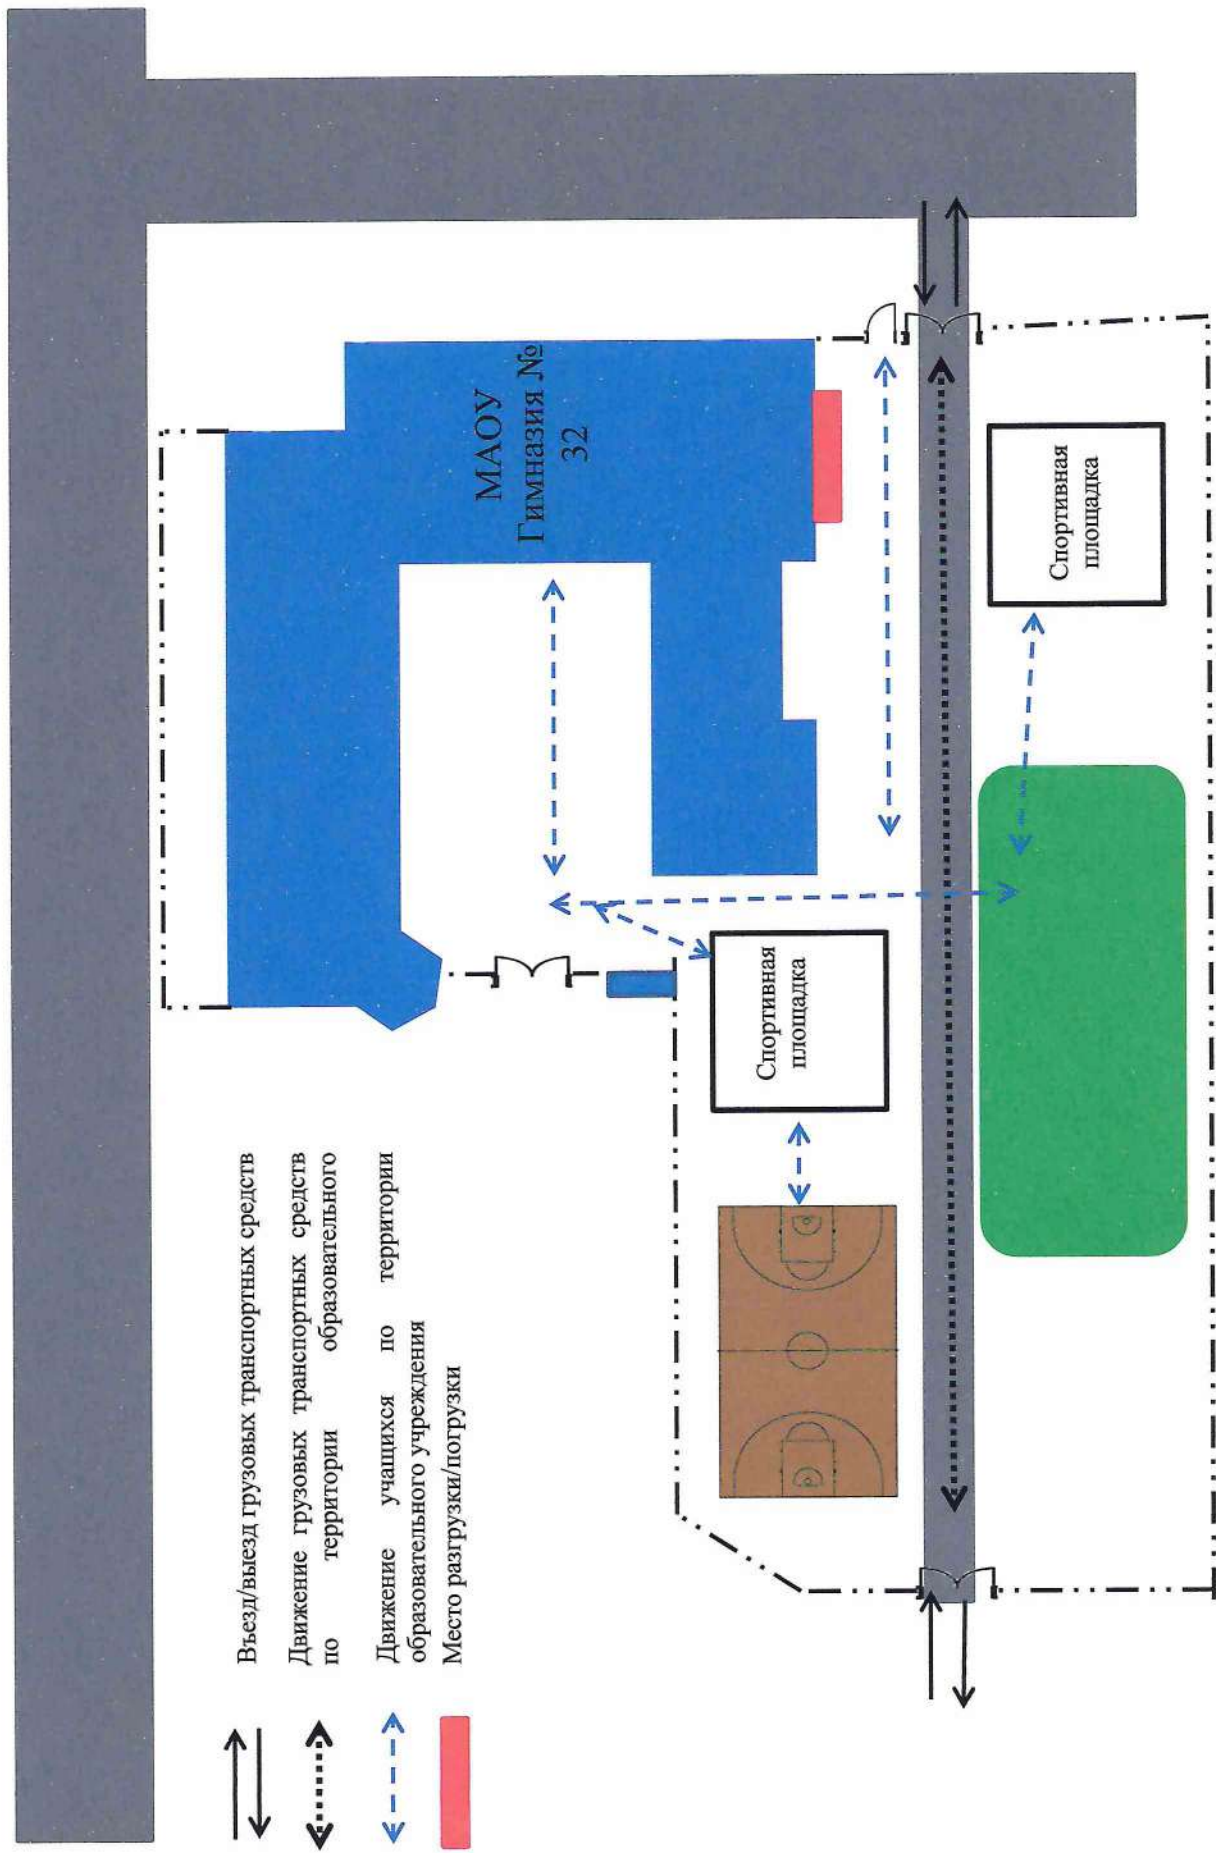 МАОУ
Гимназия №
32
Спортивная
площадка
Спортивная
площадка
Въезд/выезд грузовых транспортных средств
Движение грузовых транспортных средств
по территории образовательного
Движение учащихся по территории
образовательного учреждения
Место разгрузки/погрузки